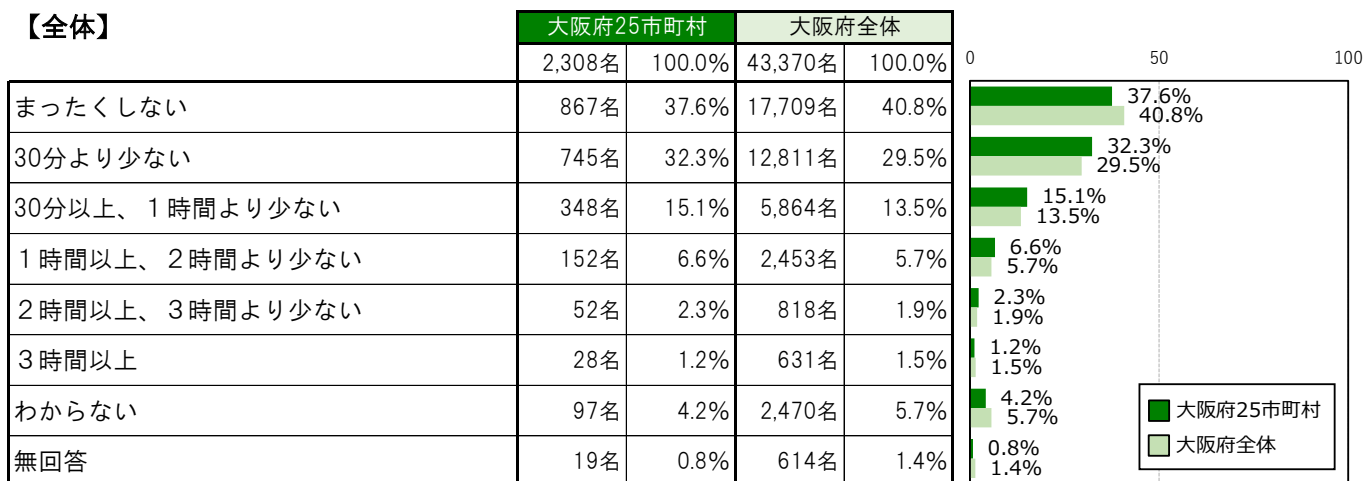 【全体】
大阪府25市町村 大阪府全体
2,308名 100.0% 43,370名 100.0%
0 50 100
まったくしない 867名 37.6% 17,709名 40.8%
37.6%
40.8%
30分より少ない 745名 32.3% 12,811名 29.5%
32.3%
29.5%
30分以上、１時間より少ない 348名 15.1% 5,864名 13.5%
15.1%
13.5%
１時間以上、２時間より少ない 152名 6.6% 2,453名 5.7%
6.6%
5.7%
２時間以上、３時間より少ない 52名 2.3% 818名 1.9%
2.3%
1.9%
３時間以上 28名 1.2% 631名 1.5%
1.2%
1.5%
わからない 97名 4.2% 2,470名 5.7%
4.2%
5.7%
無回答 19名 0.8% 614名 1.4%
0.8%
1.4%
大阪府25市町村
大阪府全体